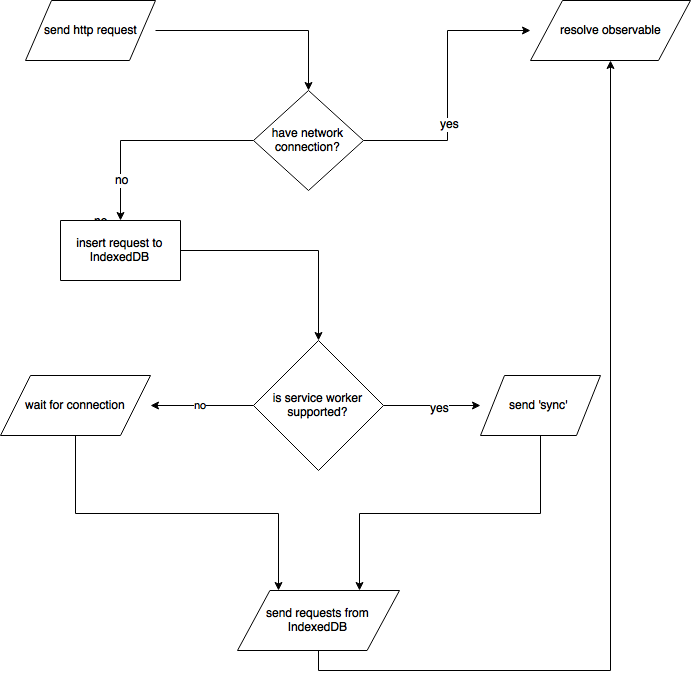 send http request
resolve observable
have network
connection?
yes
no
insert request to
IndexedDB
is service worker
supported?
wait for connection
no
yes
send 'sync'
send requests from
IndexedDB